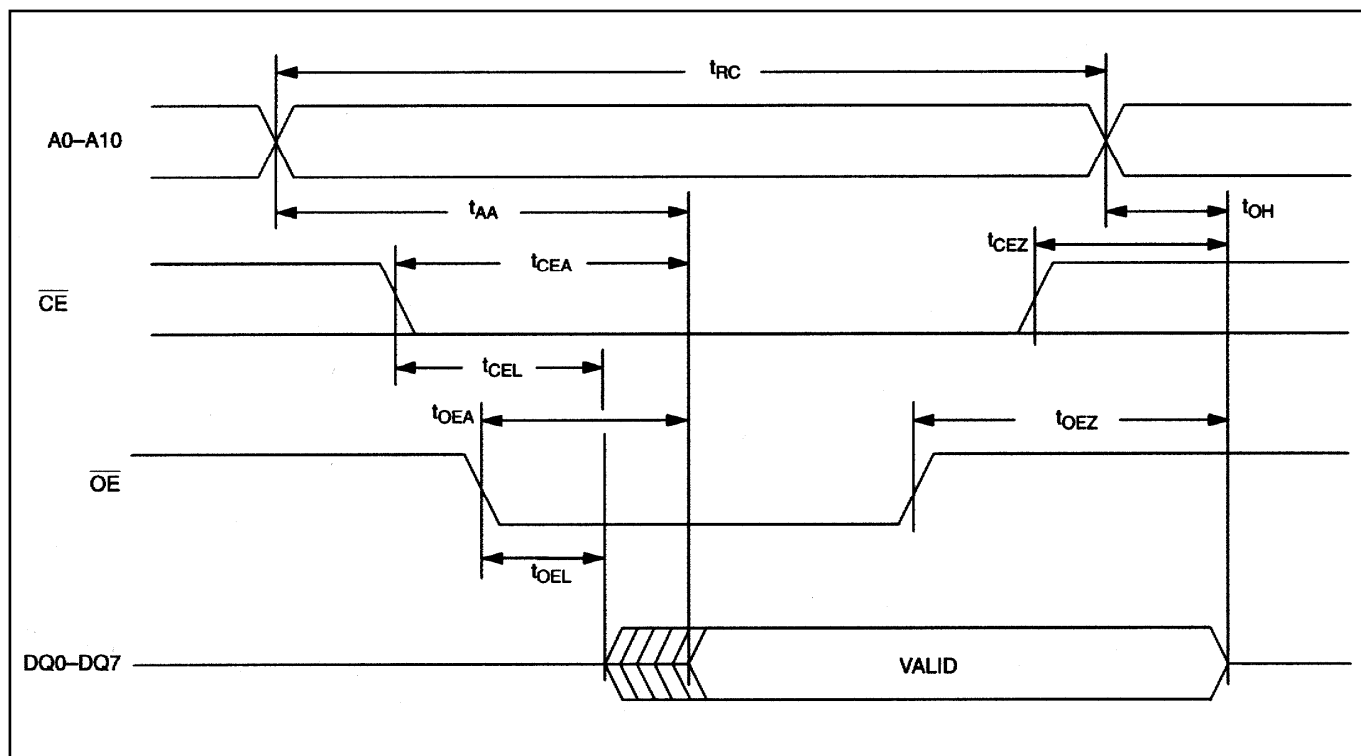 tRC
A0–A10
tAA
tOH
tCEZ
tCEA
CE
tCEL
tOEA
tOEZ
OE
tOEL
DQ0–DQ7
VALID